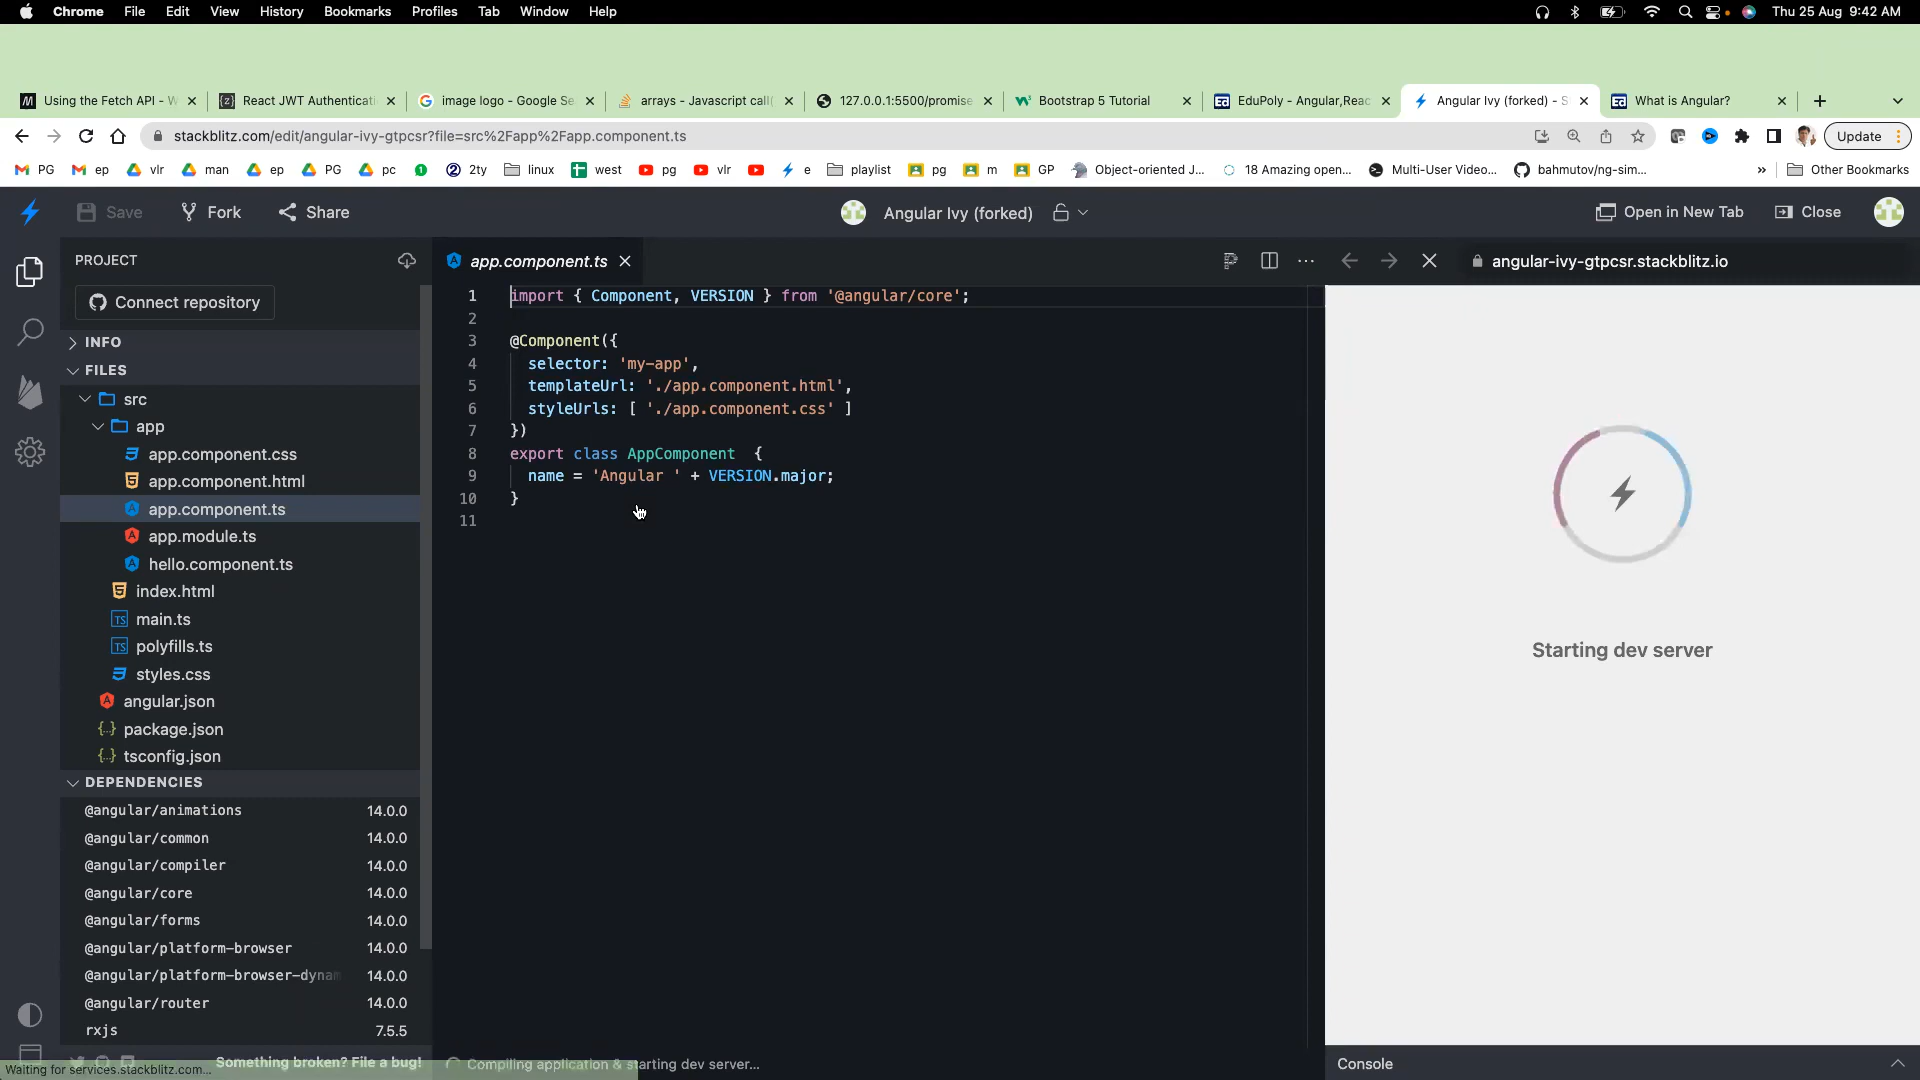 Chrome File Edit View History Bookmarks Profiles Tab Window Help Thu 25 Aug 9:42 AM
Using the Fetch API - W React JWT Authenticati image logo - Google Se arrays - Javascript call( 127.0.0.1:5500/promise Bootstrap 5 Tutorial EduPoly - Angular,Reac Angular Ivy (forked) - S What is Angular?
stackblitz.com/edit/angular-ivy-gtpcsr?file=src%2Fapp%2Fapp.component.ts Update
PG ep vlr man ep PG pc 2ty linux west pg vlr e playlist pg m GP Object-oriented J... 18 Amazing open... Multi-User Video... bahmutov/ng-sim... » Other Bookmarks
Save Fork Share Angular Ivy (forked) Open in New Tab Close
PROJECT
Connect repository
INFO
FILES
src
app
app.component.css
app.component.html
app.component.ts
app.module.ts
hello.component.ts
index.html
main.ts
polyfills.ts
styles.css
angular.json
package.json
tsconfig.json
DEPENDENCIES
@angular/animations 14.0.0
@angular/common 14.0.0
@angular/compiler 14.0.0
@angular/core 14.0.0
@angular/forms 14.0.0
@angular/platform-browser 14.0.0
@angular/platform-browser-dynam 14.0.0
@angular/router 14.0.0
rxjs 7.5.5
Something broken? File a bug!
Waiting for services.stackblitz.com...
app.component.ts
1 import { Component, VERSION } from '@angular/core';
2
3 @Component({
4 selector: 'my-app',
5 templateUrl: './app.component.html',
6 styleUrls: [ './app.component.css' ]
7 })
8 export class AppComponent {
9 name = 'Angular ' + VERSION.major;
10 }
11
Compiling application & starting dev server...
angular-ivy-gtpcsr.stackblitz.io
Starting dev server
Console